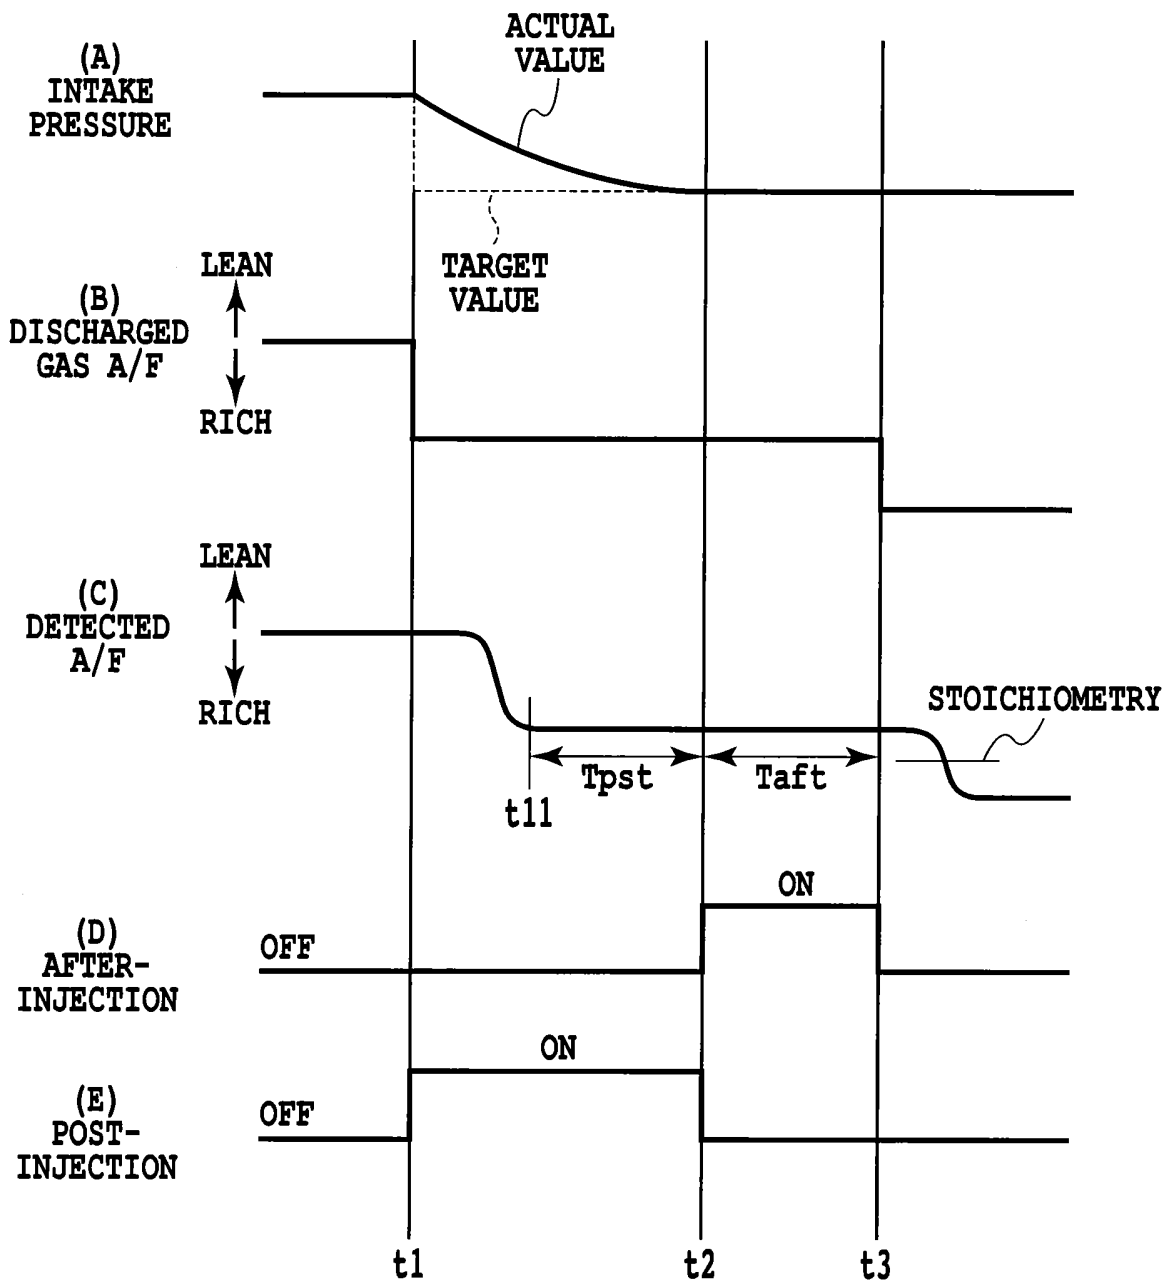 ACTUAL
VALUE
(A)
INTAKE
PRESSURE
TARGET
VALUE
LEAN
(B)
DISCHARGED
GAS A/F
RICH
LEAN
(C)
DETECTED
A/F
RICH
STOICHIOMETRY
Tpst
Taft
t11
ON
(D)
AFTER-
INJECTION
OFF
ON
(E)
POST-
INJECTION
OFF
t1
t2
t3